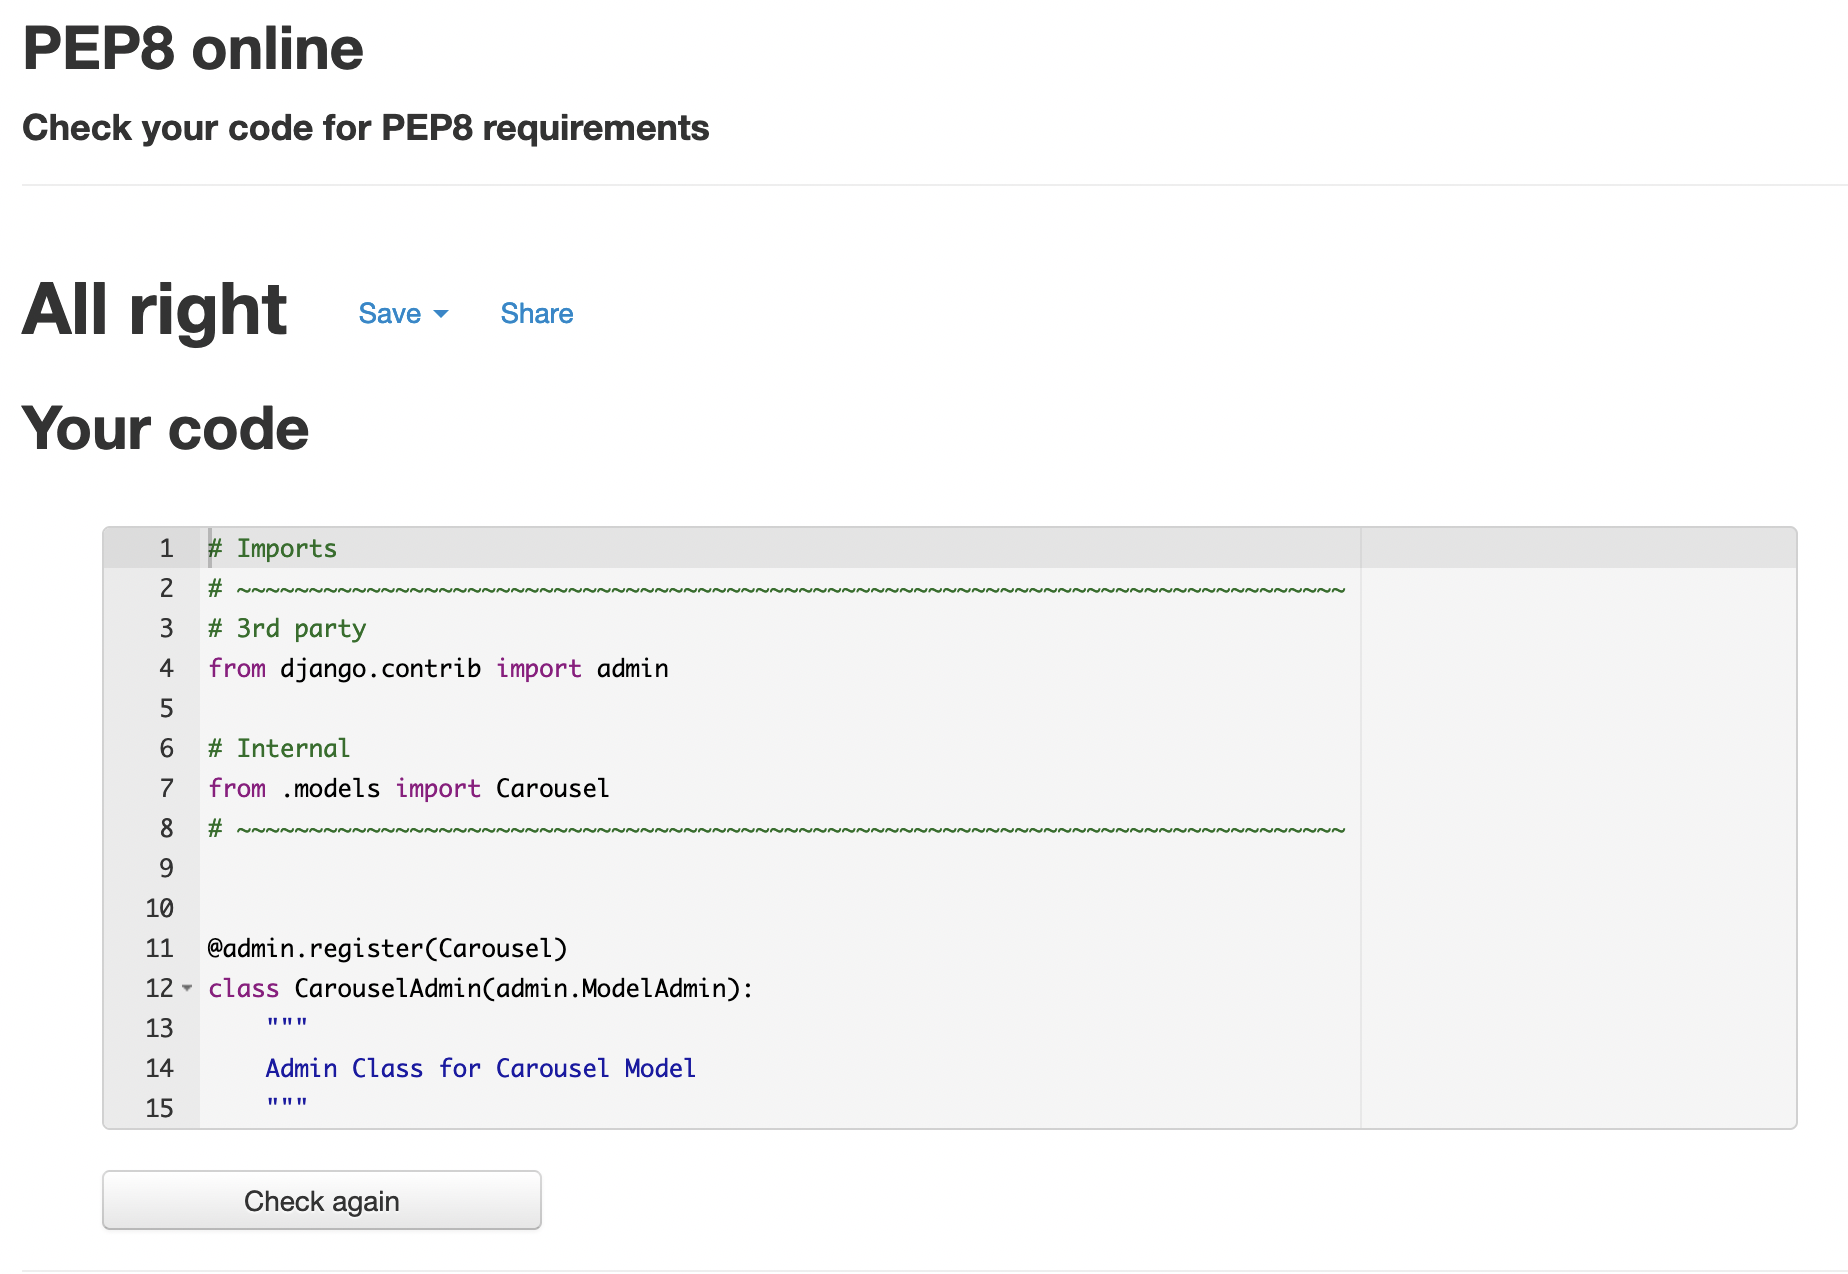 PEP8 online
Check your code for PEP8 requirements
All right Save Share
Your code
1 # Imports
2 # ~~~~~~~~~~~~~~~~~~~~~~~~~~~~~~~~~~~~~~~~~~~~~~~~~~~~~~~~~~~~~~~~~~~~~~~~~~~~~
3 # 3rd party
4 from django.contrib import admin
5
6 # Internal
7 from .models import Carousel
8 # ~~~~~~~~~~~~~~~~~~~~~~~~~~~~~~~~~~~~~~~~~~~~~~~~~~~~~~~~~~~~~~~~~~~~~~~~~~~~~
9
10
11 @admin.register(Carousel)
12 class CarouselAdmin(admin.ModelAdmin):
13     """
14     Admin Class for Carousel Model
15     """
Check again